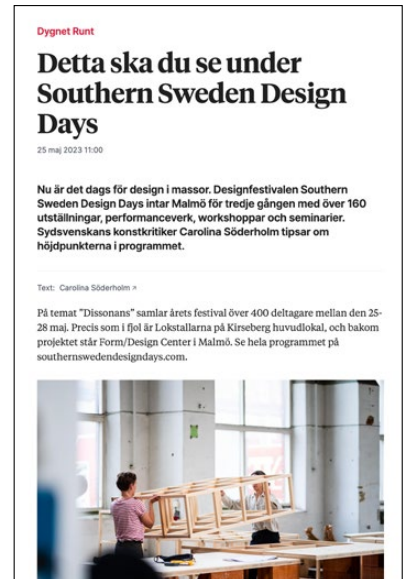 Dygnet Runt
Detta ska du se under
Southern Sweden Design
Days
25 maj 2023 11:00
Nu är det dags för design i massor. Designfestivalen Southern
Sweden Design Days intar Malmö för tredje gången med över 160
utställningar, performanceverk, workshoppar och seminarier.
Sydsvenskans konstkritiker Carolina Söderholm tipsar om
höjdpunkterna i programmet.
Text: Carolina Söderholm ↗
På temat ”Dissonans” samlar årets festival över 400 deltagare mellan den 25-
28 maj. Precis som i fjol är Lokstallarna på Kirseberg huvudlokal, och bakom
projektet står Form/Design Center i Malmö. Se hela programmet på
southernswedendesigndays.com.